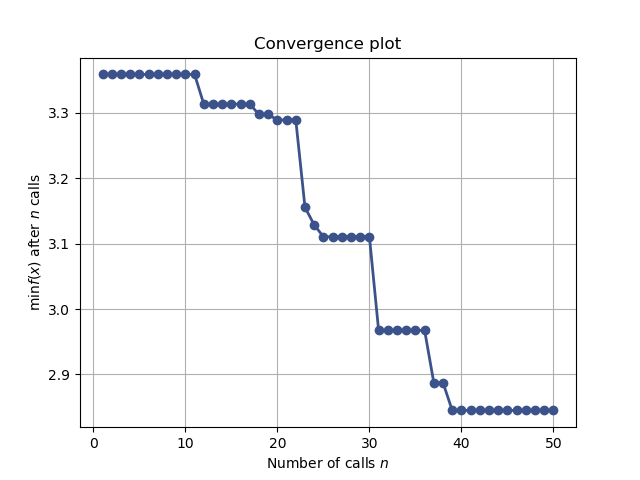 Convergence plot
min f(x) after n calls
3.3
3.2
3.1
3.0
2.9
0 10 20 30 40 50
Number of calls n